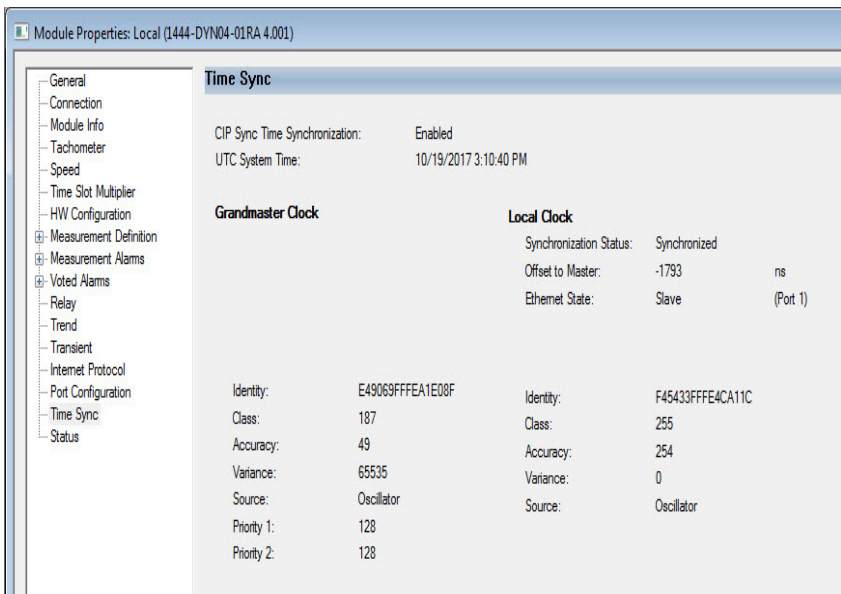 Module Properties: Local (1444-DYN04-01RA 4.001)
General
Connection
Module Info
Tachometer
Speed
Time Slot Multiplier
HW Configuration
Measurement Definition
Measurement Alarms
Voted Alarms
Relay
Trend
Transient
Internet Protocol
Port Configuration
Time Sync
Status
Time Sync
CIP Sync Time Synchronization: Enabled
UTC System Time: 10/19/2017 3:10:40 PM
Grandmaster Clock
Identity: E49069FFFEA1E08F
Class: 187
Accuracy: 49
Variance: 65535
Source: Oscillator
Priority 1: 128
Priority 2: 128
Local Clock
Synchronization Status: Synchronized
Offset to Master: -1793 ns
Ethernet State: Slave (Port 1)
Identity: F45433FFFE4CA11C
Class: 255
Accuracy: 254
Variance: 0
Source: Oscillator